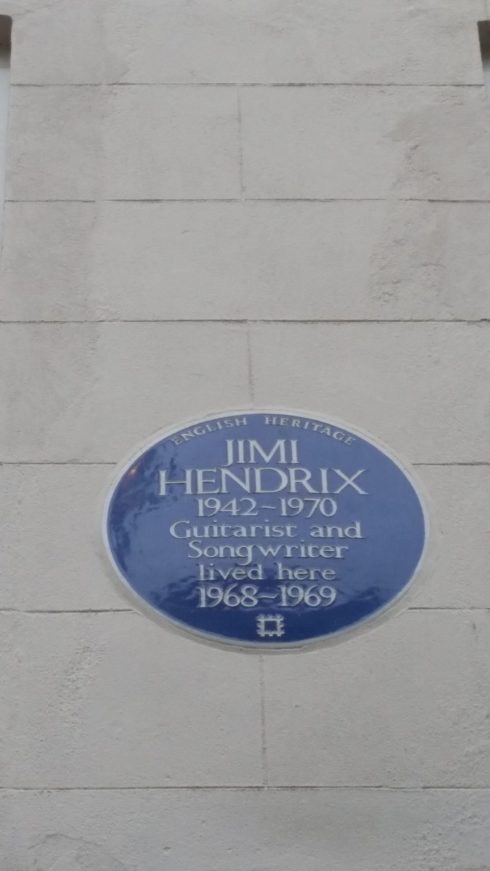 ENGLISH HERITAGE
JIMI
HENDRIX
1942~1970
Guitarist and
Songwriter
lived here
1968~1969